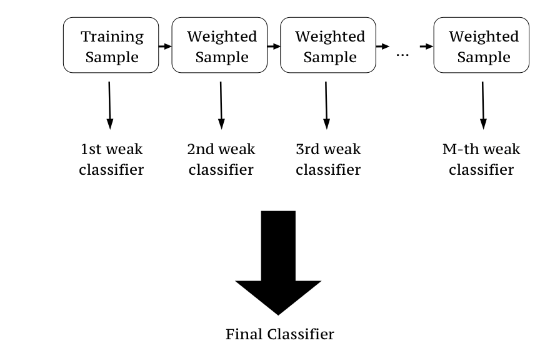 Training
Sample
Weighted
Sample
Weighted
Sample
...
Weighted
Sample
1st weak
classifier
2nd weak
classifier
3rd weak
classifier
M-th weak
classifier
Final Classifier